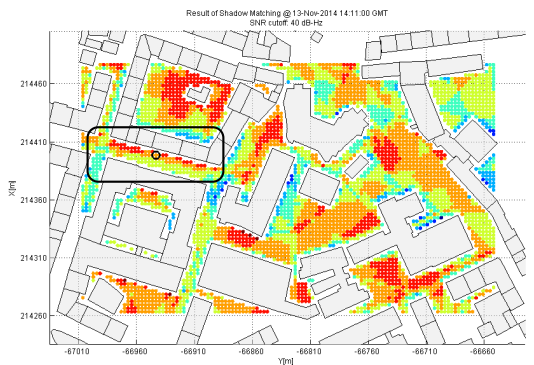 Result of Shadow Matching @ 13-Nov-2014 14:11:00 GMT
SNR cutoff: 40 dB-Hz
X[m]
214460
214410
214360
214310
214260
-67010 -66960 -66910 -66860 -66810 -66760 -66710 -66660
Y[m]